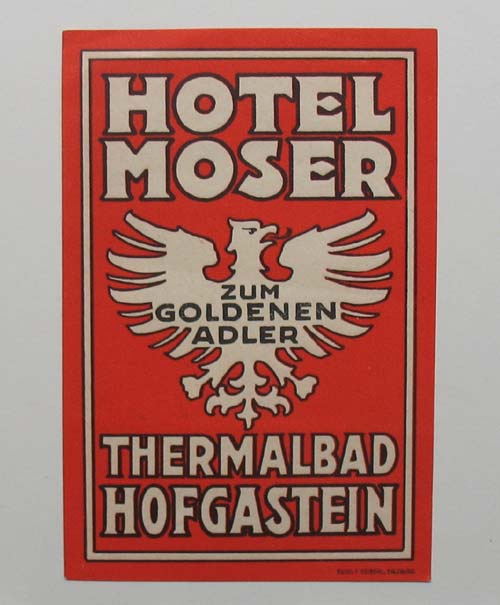 HOTEL
MOSER
ZUM
GOLDENEN
ADLER
THERMALBAD
HOFGASTEIN